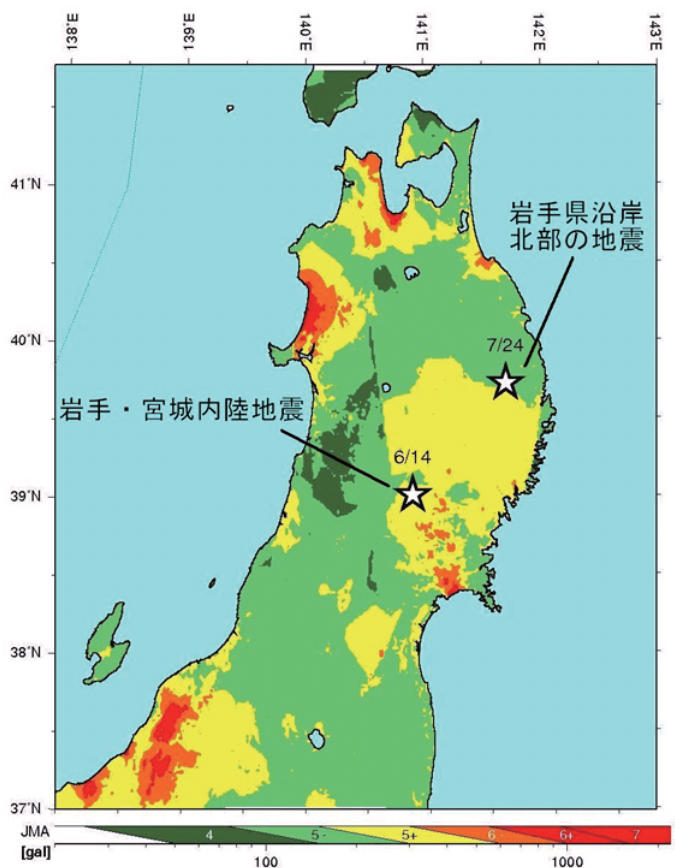 138°E
139°E
140°E
141°E
142°E
143°E
41°N
岩手県沿岸
北部の地震
40°N
7/24
岩手・宮城内陸地震
6/14
39°N
38°N
37°N
JMA 4 5- 5+ 6- 6+ 7
[gal] 100 1000